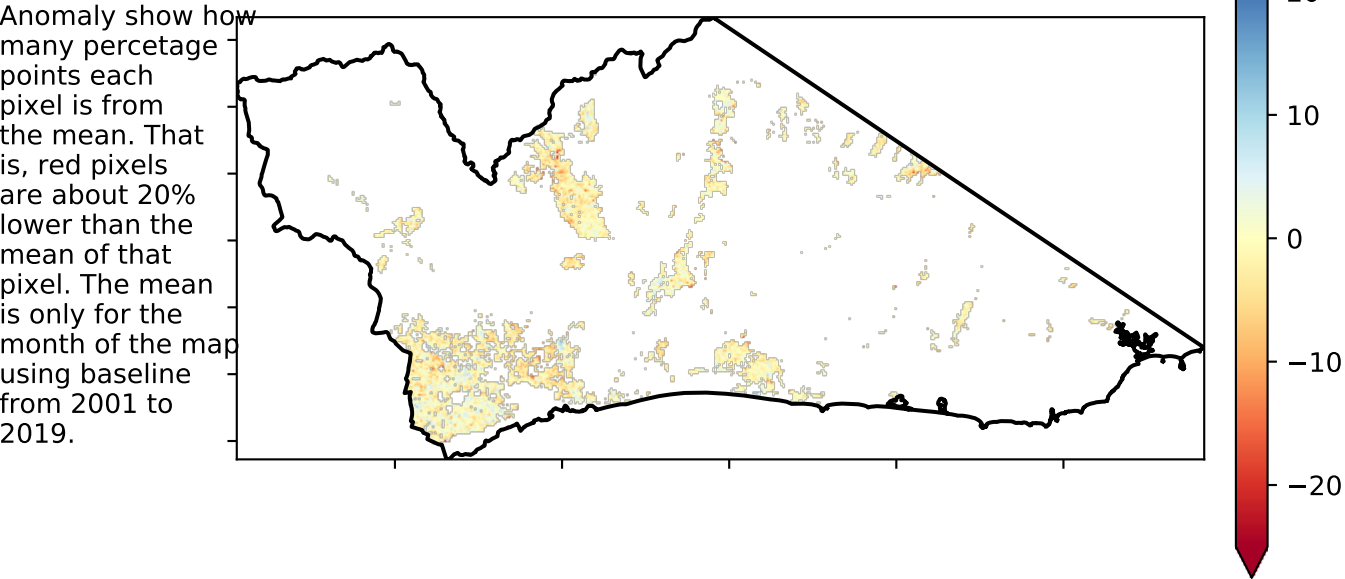 Anomaly show how
many percetage
points each
pixel is from
the mean. That
is, red pixels
are about 20%
lower than the
mean of that
pixel. The mean
is only for the
month of the map
using baseline
from 2001 to
2019.
10
0
−10
−20